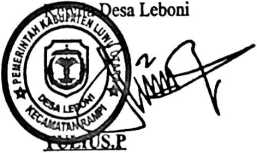 Kepala Desa Leboni
PEMERINTAH KABUPATEN LUWU UTARA
DESA LEBONI
KECAMATAN RAMPI
YULIUS.P